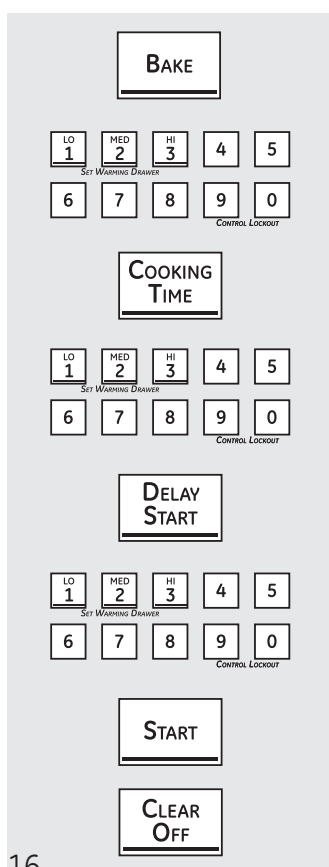 BAKE
LO MED HI
1 2 3 4 5
SET WARMING DRAWER
6 7 8 9 0
CONTROL LOCKOUT
COOKING
TIME
LO MED HI
1 2 3 4 5
SET WARMING DRAWER
6 7 8 9 0
CONTROL LOCKOUT
DELAY
START
LO MED HI
1 2 3 4 5
SET WARMING DRAWER
6 7 8 9 0
CONTROL LOCKOUT
START
CLEAR
OFF
16